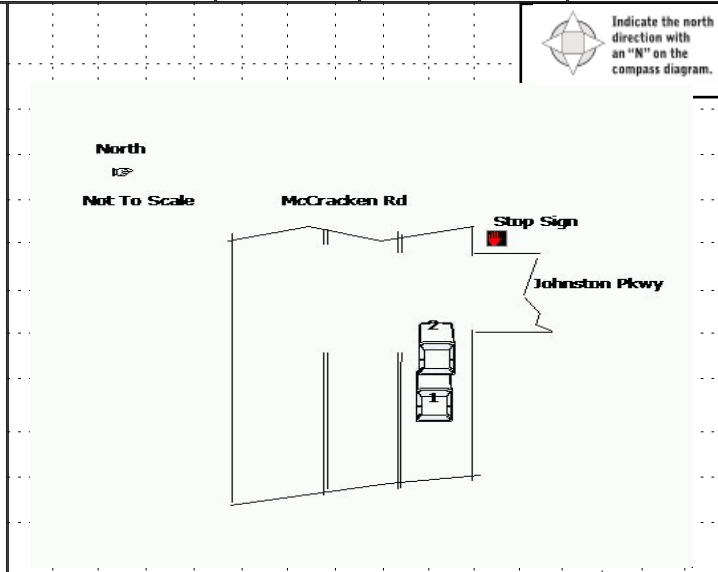 Indicate the north
direction with
an “N” on the
compass diagram.
North
Not To Scale
McCracken Rd
Stop Sign
Johnston Pkwy
2
1